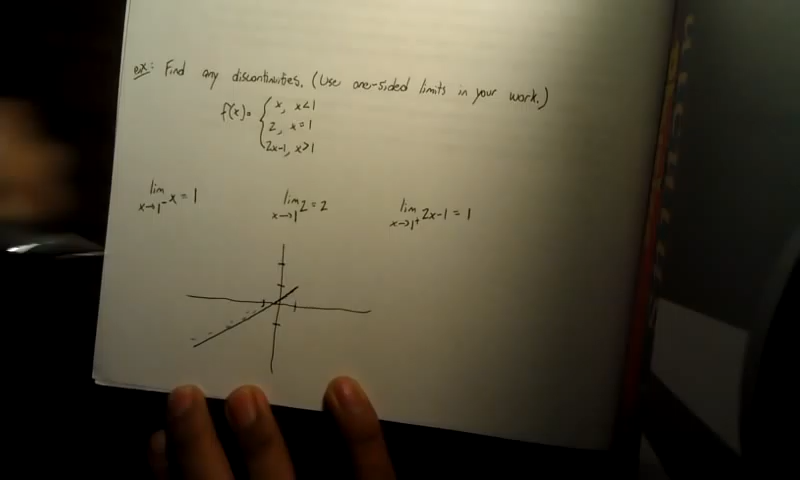 ex: Find any discontinuities. (Use one-sided limits in your work.)
f(x)= { x, x<1
2, x=1
2x-1, x>1
lim x→1⁻ x = 1
lim x→1 2 = 2
lim x→1⁺ 2x-1 = 1